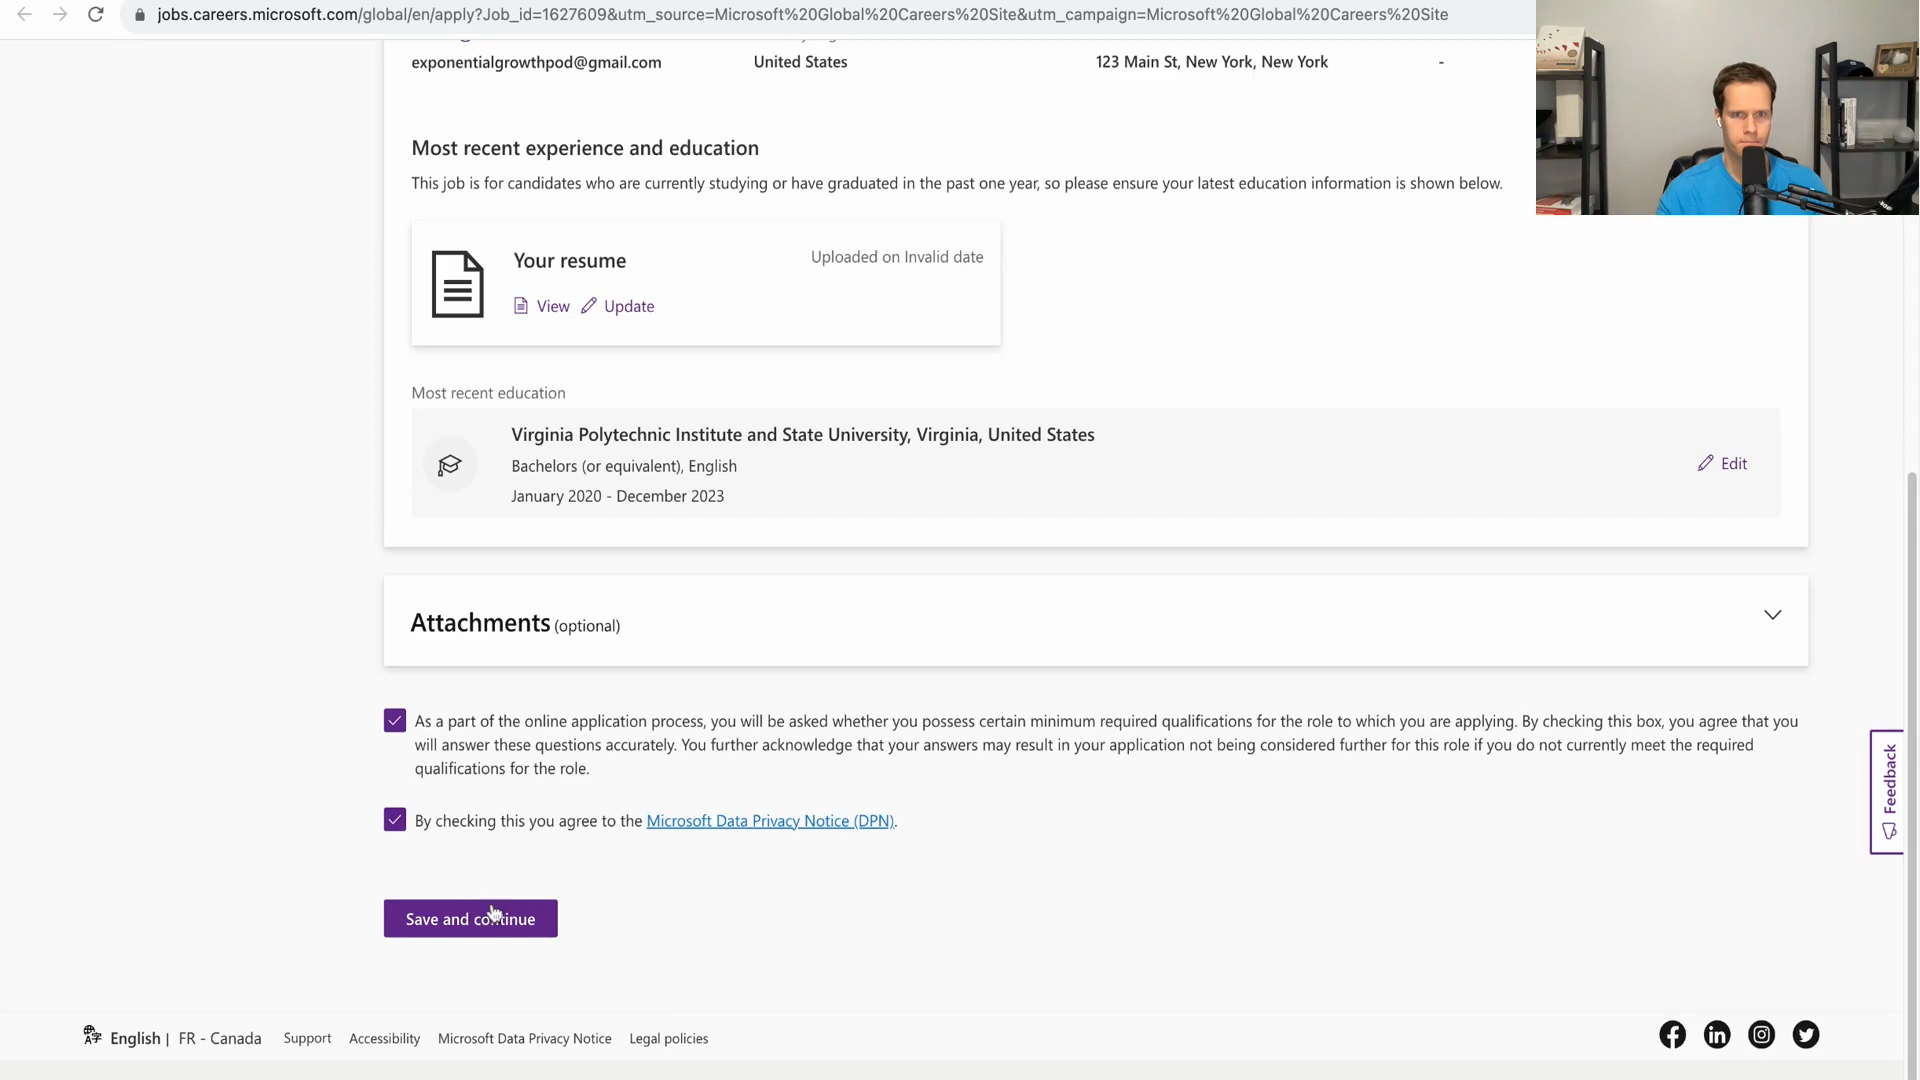 jobs.careers.microsoft.com/global/en/apply?Job_id=1627609&utm_source=Microsoft%20Global%20Careers%20Site&utm_campaign=Microsoft%20Global%20Careers%20Site
exponentialgrowthpod@gmail.com United States 123 Main St, New York, New York -
Most recent experience and education
This job is for candidates who are currently studying or have graduated in the past one year, so please ensure your latest education information is shown below.
Your resume Uploaded on Invalid date
View Update
Most recent education
Virginia Polytechnic Institute and State University, Virginia, United States
Bachelors (or equivalent), English
Edit
January 2020 - December 2023
Attachments (optional)
As a part of the online application process, you will be asked whether you possess certain minimum required qualifications for the role to which you are applying. By checking this box, you agree that you
will answer these questions accurately. You further acknowledge that your answers may result in your application not being considered further for this role if you do not currently meet the required
qualifications for the role.
By checking this you agree to the Microsoft Data Privacy Notice (DPN).
Feedback
Save and continue
English | FR - Canada Support Accessibility Microsoft Data Privacy Notice Legal policies